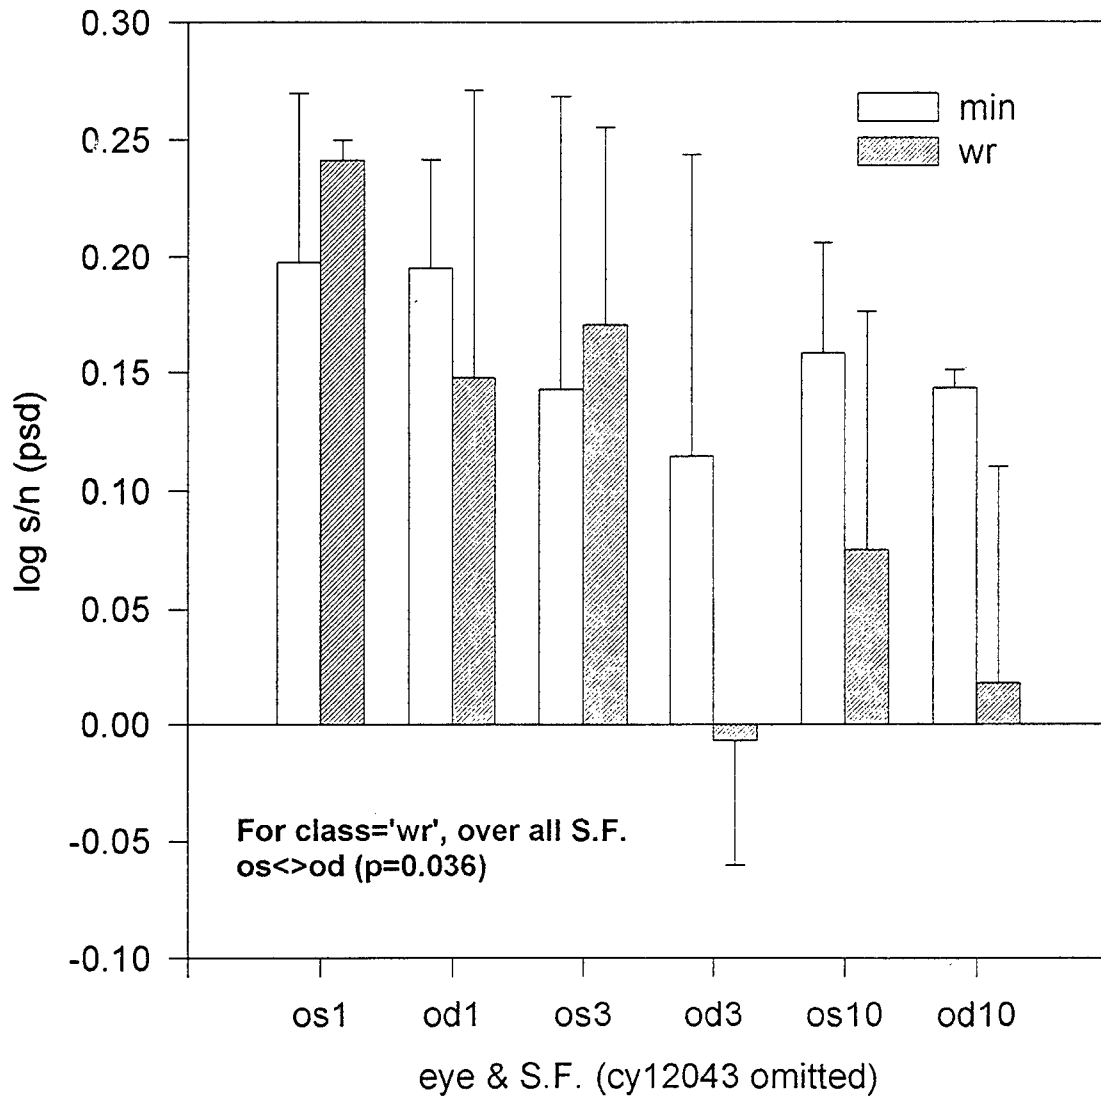 0.30
0.25
0.20
0.15
0.10
0.05
0.00
-0.05
-0.10
log s/n (psd)
min
wr
For class='wr', over all S.F.
os<>od (p=0.036)
os1 od1 os3 od3 os10 od10
eye & S.F. (cy12043 omitted)